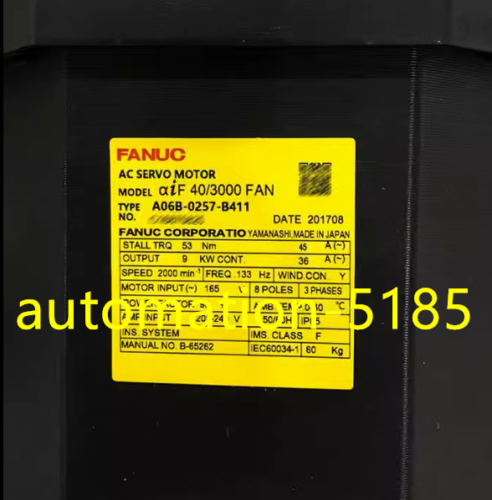 FANUC
AC SERVO MOTOR
MODEL αiF 40/3000 FAN
TYPE A06B-0257-B411
NO.
DATE 201708
FANUC CORPORATIO YAMANASHI,MADE IN JAPAN
STALL TRQ 53 Nm 45 A(~)
OUTPUT 9 KW CONT. 36 A(~)
SPEED 2000 min⁻¹ FREQ. 133 Hz WIND.CON. Y
MOTOR INPUT(~) 165 V 8 POLES 3 PHASES
automation-5185
AMP INPUT
INS. SYSTEM IMS. CLASS F
MANUAL NO. B-65262 IEC60034-1 60 Kg